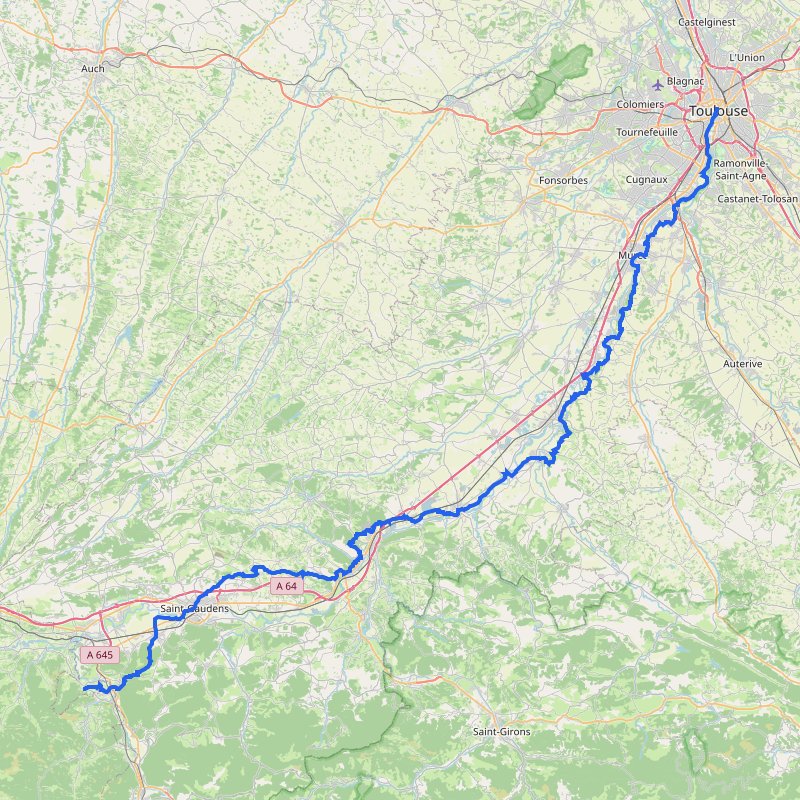 Castelginest
L'Union
Auch
Blagnac
Colomiers
Toulouse
Tournefeuille
Ramonville-
Saint-Agne
Fonsorbes
Cugnaux
Castanet-Tolosan
Muret
Auterive
A 64
Saint-Gaudens
A 645
Saint-Girons